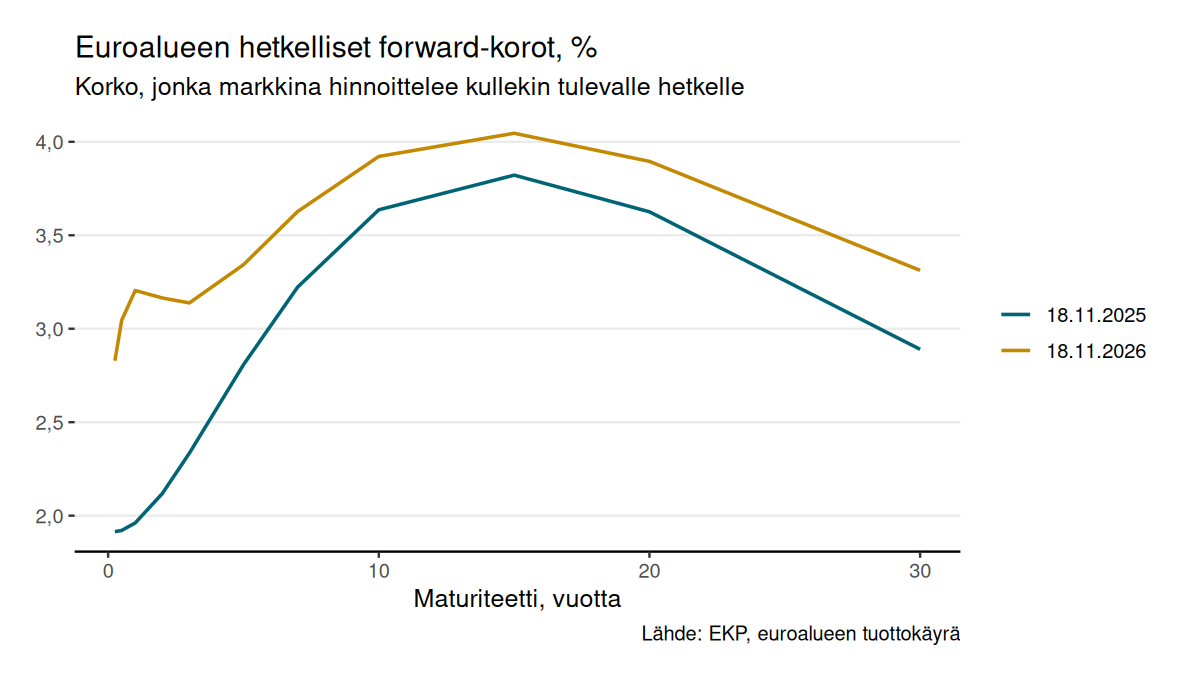 Euroalueen hetkelliset forward-korot, %
Korko, jonka markkina hinnoittelee kullekin tulevalle hetkelle
4,0
3,5
3,0
2,5
2,0
0 10 20 30
Maturiteetti, vuotta
18.11.2025
18.11.2026
Lähde: EKP, euroalueen tuottokäyrä